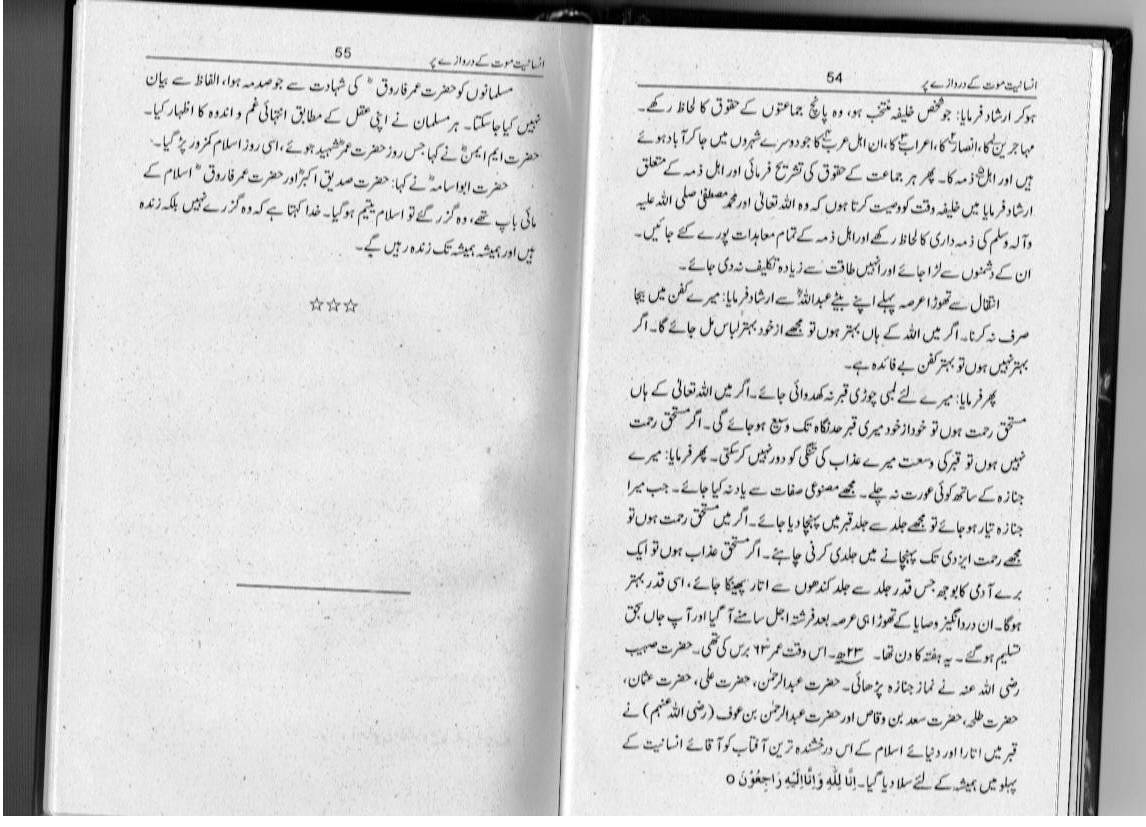 انسانیت موت کے دروازے پر
54
ہوکر ارشاد فرمایا: جو شخص خلیفہ منتخب ہو، وہ پانچ جماعتوں کے حقوق کا لحاظ رکھے۔
مہاجرین کا، انصار کا، اعراب کا، ان اہل عرب کا جو دوسرے شہروں میں جا کر آباد ہوئے
ہیں اور اہل ذمہ کا۔ پھر ہر جماعت کے حقوق کی تشریح فرمائی اور اہل ذمہ کے متعلق
ارشاد فرمایا میں خلیفہ وقت کو وصیت کرتا ہوں کہ وہ اللہ تعالیٰ اور محمد مصطفیٰ صلی اللہ علیہ
وآلہ وسلم کی ذمہ داری کا لحاظ رکھے اور اہل ذمہ کے تمام معاہدات پورے کئے جائیں۔
ان کے دشمنوں سے لڑا جائے اور انہیں طاقت سے زیادہ تکلیف نہ دی جائے۔
انتقال سے تھوڑا عرصہ پہلے اپنے بیٹے عبداللہؓ سے ارشاد فرمایا: میرے کفن میں بیجا
صرف نہ کرنا۔ اگر میں اللہ کے ہاں بہتر ہوں تو مجھے از خود بہتر لباس مل جائے گا۔ اگر
بہتر نہیں ہوں تو بہتر کفن بے فائدہ ہے۔
پھر فرمایا: میرے لئے لمبی چوڑی قبر نہ کھدوائی جائے۔ اگر میں اللہ تعالیٰ کے ہاں
مستحق رحمت ہوں تو خود از خود میری قبر حد نگاہ تک وسیع ہو جائے گی۔ اگر مستحق رحمت
نہیں ہوں تو قبر کی وسعت میرے عذاب کی تنگی کو دور نہیں کرسکتی۔ پھر فرمایا: میرے
جنازہ کے ساتھ کوئی عورت نہ چلے۔ مجھے مصنوعی صفات سے یاد نہ کیا جائے۔ جب میرا
جنازہ تیار ہو جائے تو مجھے جلد سے جلد قبر میں پہنچا دیا جائے۔ اگر میں مستحق رحمت ہوں تو
مجھے رحمت ایزدی تک پہنچانے میں جلدی کرنی چاہئے۔ اگر مستحق عذاب ہوں تو ایک
برے آدمی کا بوجھ جس قدر جلد سے جلد کندھوں سے اتار پھینکا جائے، اسی قدر بہتر
ہوگا۔ ان درد انگیز وصایا کے تھوڑا ہی عرصہ بعد فرشتہ اجل سامنے آ گیا اور آپ جاں بحق
تسلیم ہو گئے۔ یہ ہفتہ کا دن تھا۔ ۲۳ھ۔ اس وقت عمر ۶۳ برس کی تھی۔ حضرت صہیب
رضی اللہ عنہ نے نماز جنازہ پڑھائی۔ حضرت عبدالرحمٰن، حضرت علی، حضرت عثمان،
حضرت طلحہ، حضرت سعد بن وقاص اور حضرت عبدالرحمٰن بن عوف (رضی اللہ عنہم) نے
قبر میں اتارا اور دنیائے اسلام کے اس درخشندہ ترین آفتاب کو آقائے انسانیت کے
پہلو میں ہمیشہ کے لئے سلا دیا گیا۔ اِنَّا لِلّٰهِ وَاِنَّا اِلَيْهِ رَاجِعُوْنَ ٥
انسانیت موت کے دروازے پر
55
مسلمانوں کو حضرت عمر فاروقؓ کی شہادت سے جو صدمہ ہوا، الفاظ سے بیان
نہیں کیا جاسکتا۔ ہر مسلمان نے اپنی عقل کے مطابق انتہائی غم و اندوہ کا اظہار کیا۔
حضرت ام ایمنؓ نے کہا جس روز حضرت عمرؓ شہید ہوئے، اسی روز اسلام کمزور پڑ گیا۔
حضرت ابواسامہؓ نے کہا: حضرت صدیق اکبرؓ اور حضرت عمر فاروقؓ اسلام کے
مائی باپ تھے، وہ گزر گئے تو اسلام یتیم ہوگیا۔ خدا کہتا ہے کہ وہ گزرے نہیں بلکہ زندہ
ہیں اور ہمیشہ ہمیشہ تک زندہ رہیں گے۔
☆☆☆